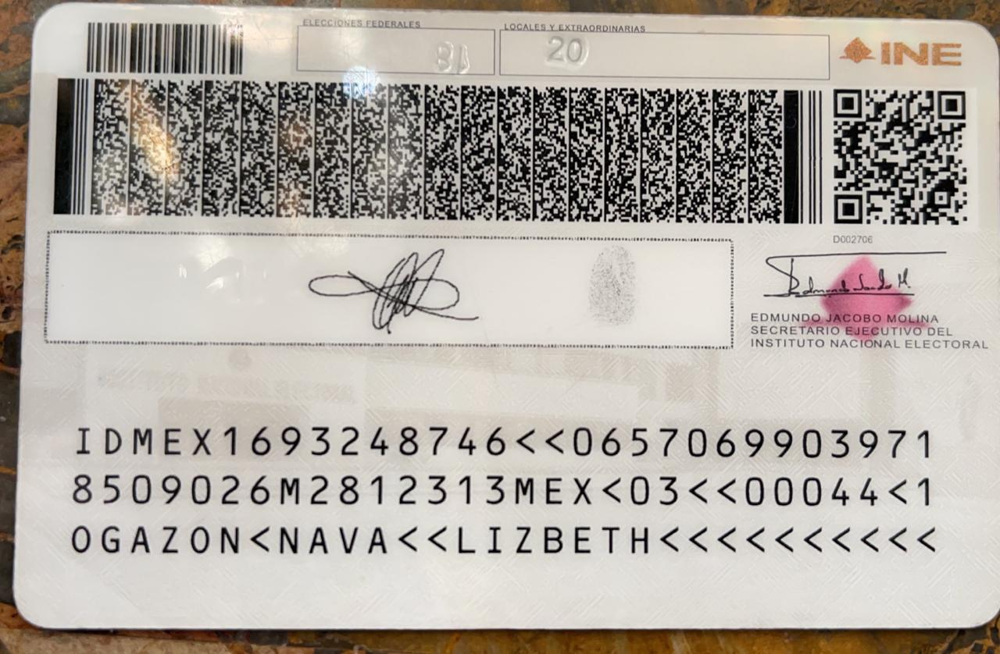 ELECCIONES FEDERALES
LOCALES Y EXTRAORDINARIAS
18
20
INE
D002706
EDMUNDO JACOBO MOLINA
SECRETARIO EJECUTIVO DEL
INSTITUTO NACIONAL ELECTORAL
IDMEX1693248746<<0657069903971
8509026M2812313MEX<03<<00044<1
OGAZON<NAVA<<LIZBETH<<<<<<<<<<